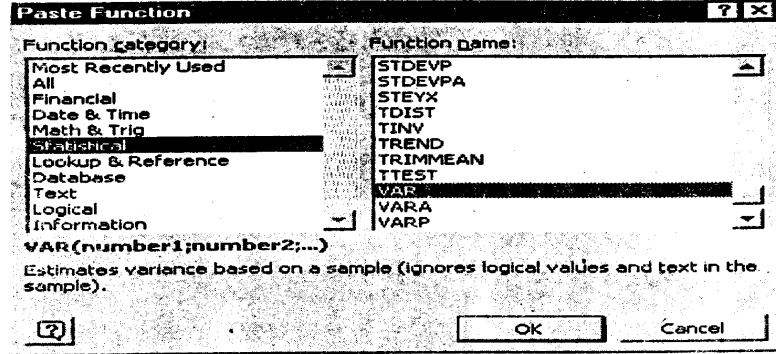 Paste Function
Function category:
Most Recently Used
All
Financial
Date & Time
Math & Trig
Statistical
Lookup & Reference
Database
Text
Logical
Information
Function name:
STDEVP
STDEVPA
STEYX
TDIST
TINV
TREND
TRIMMEAN
TTEST
VAR
VARA
VARP
VAR(number1;number2;...)
Estimates variance based on a sample (ignores logical values and text in the
sample).
OK
Cancel